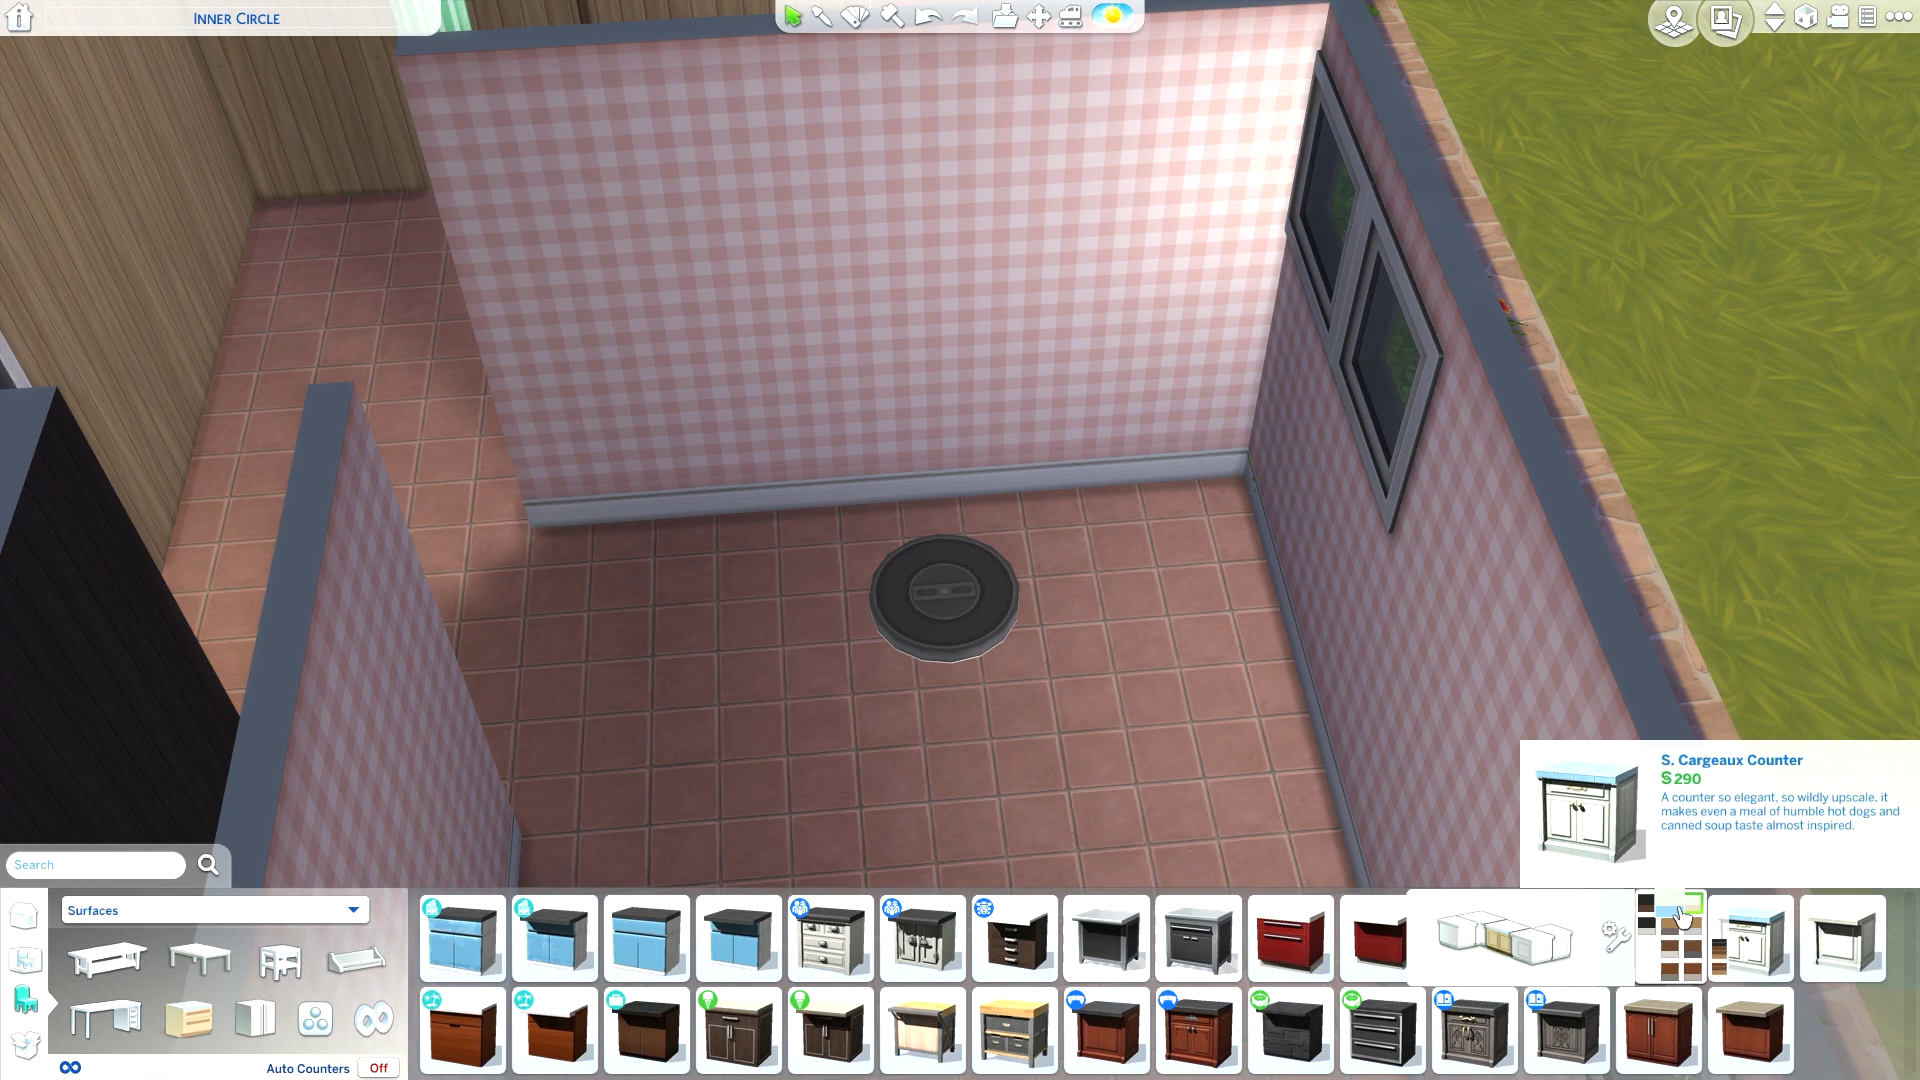 INNER CIRCLE
S. Cargeaux Counter
§290
A counter so elegant, so wildly upscale, it
makes even a meal of humble hot dogs and
canned soup taste almost inspired.
Search
Surfaces
Auto Counters Off